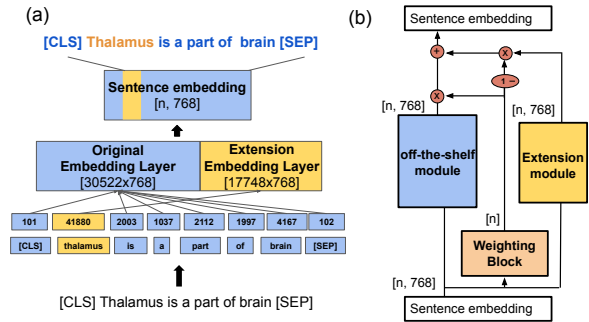 (a)
[CLS] Thalamus is a part of brain [SEP]
Sentence embedding
[n, 768]
Original
Embedding Layer
[30522x768]
Extension
Embedding Layer
[17748x768]
101 41880 2003 1037 2112 1997 4167 102
[CLS] thalamus is a part of brain [SEP]
[CLS] Thalamus is a part of brain [SEP]
(b)
Sentence embedding
+
x
1 −
x
[n, 768]
[n, 768]
off-the-shelf
module
Extension
module
[n]
Weighting
Block
[n, 768]
Sentence embedding